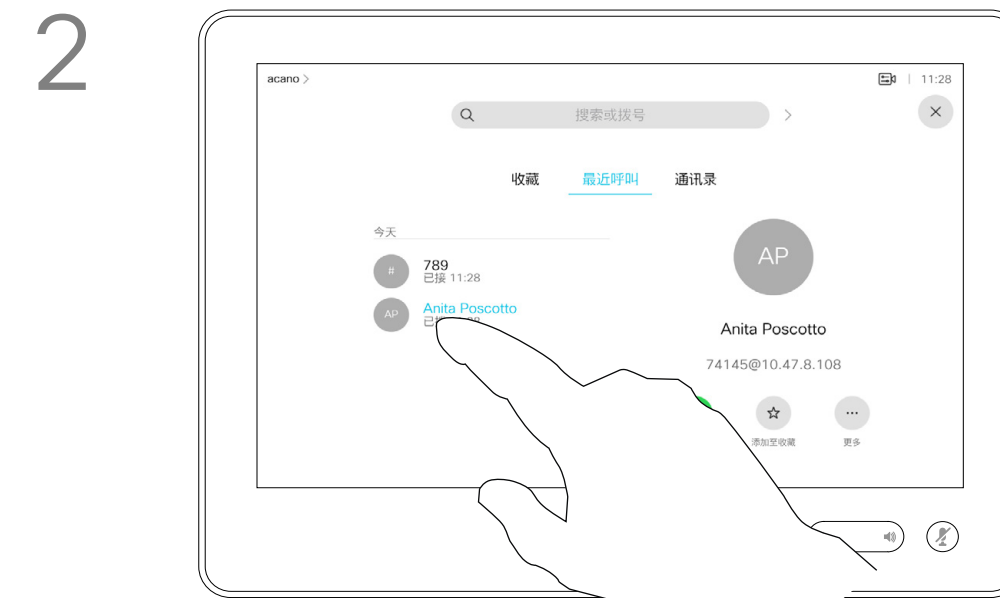 2
acano >
11:28
搜索或拨号
收藏 最近呼叫 通讯录
今天
#
789
已接 11:28
AP
Anita Poscotto
AP
Anita Poscotto
74145@10.47.8.108
添加至收藏 更多